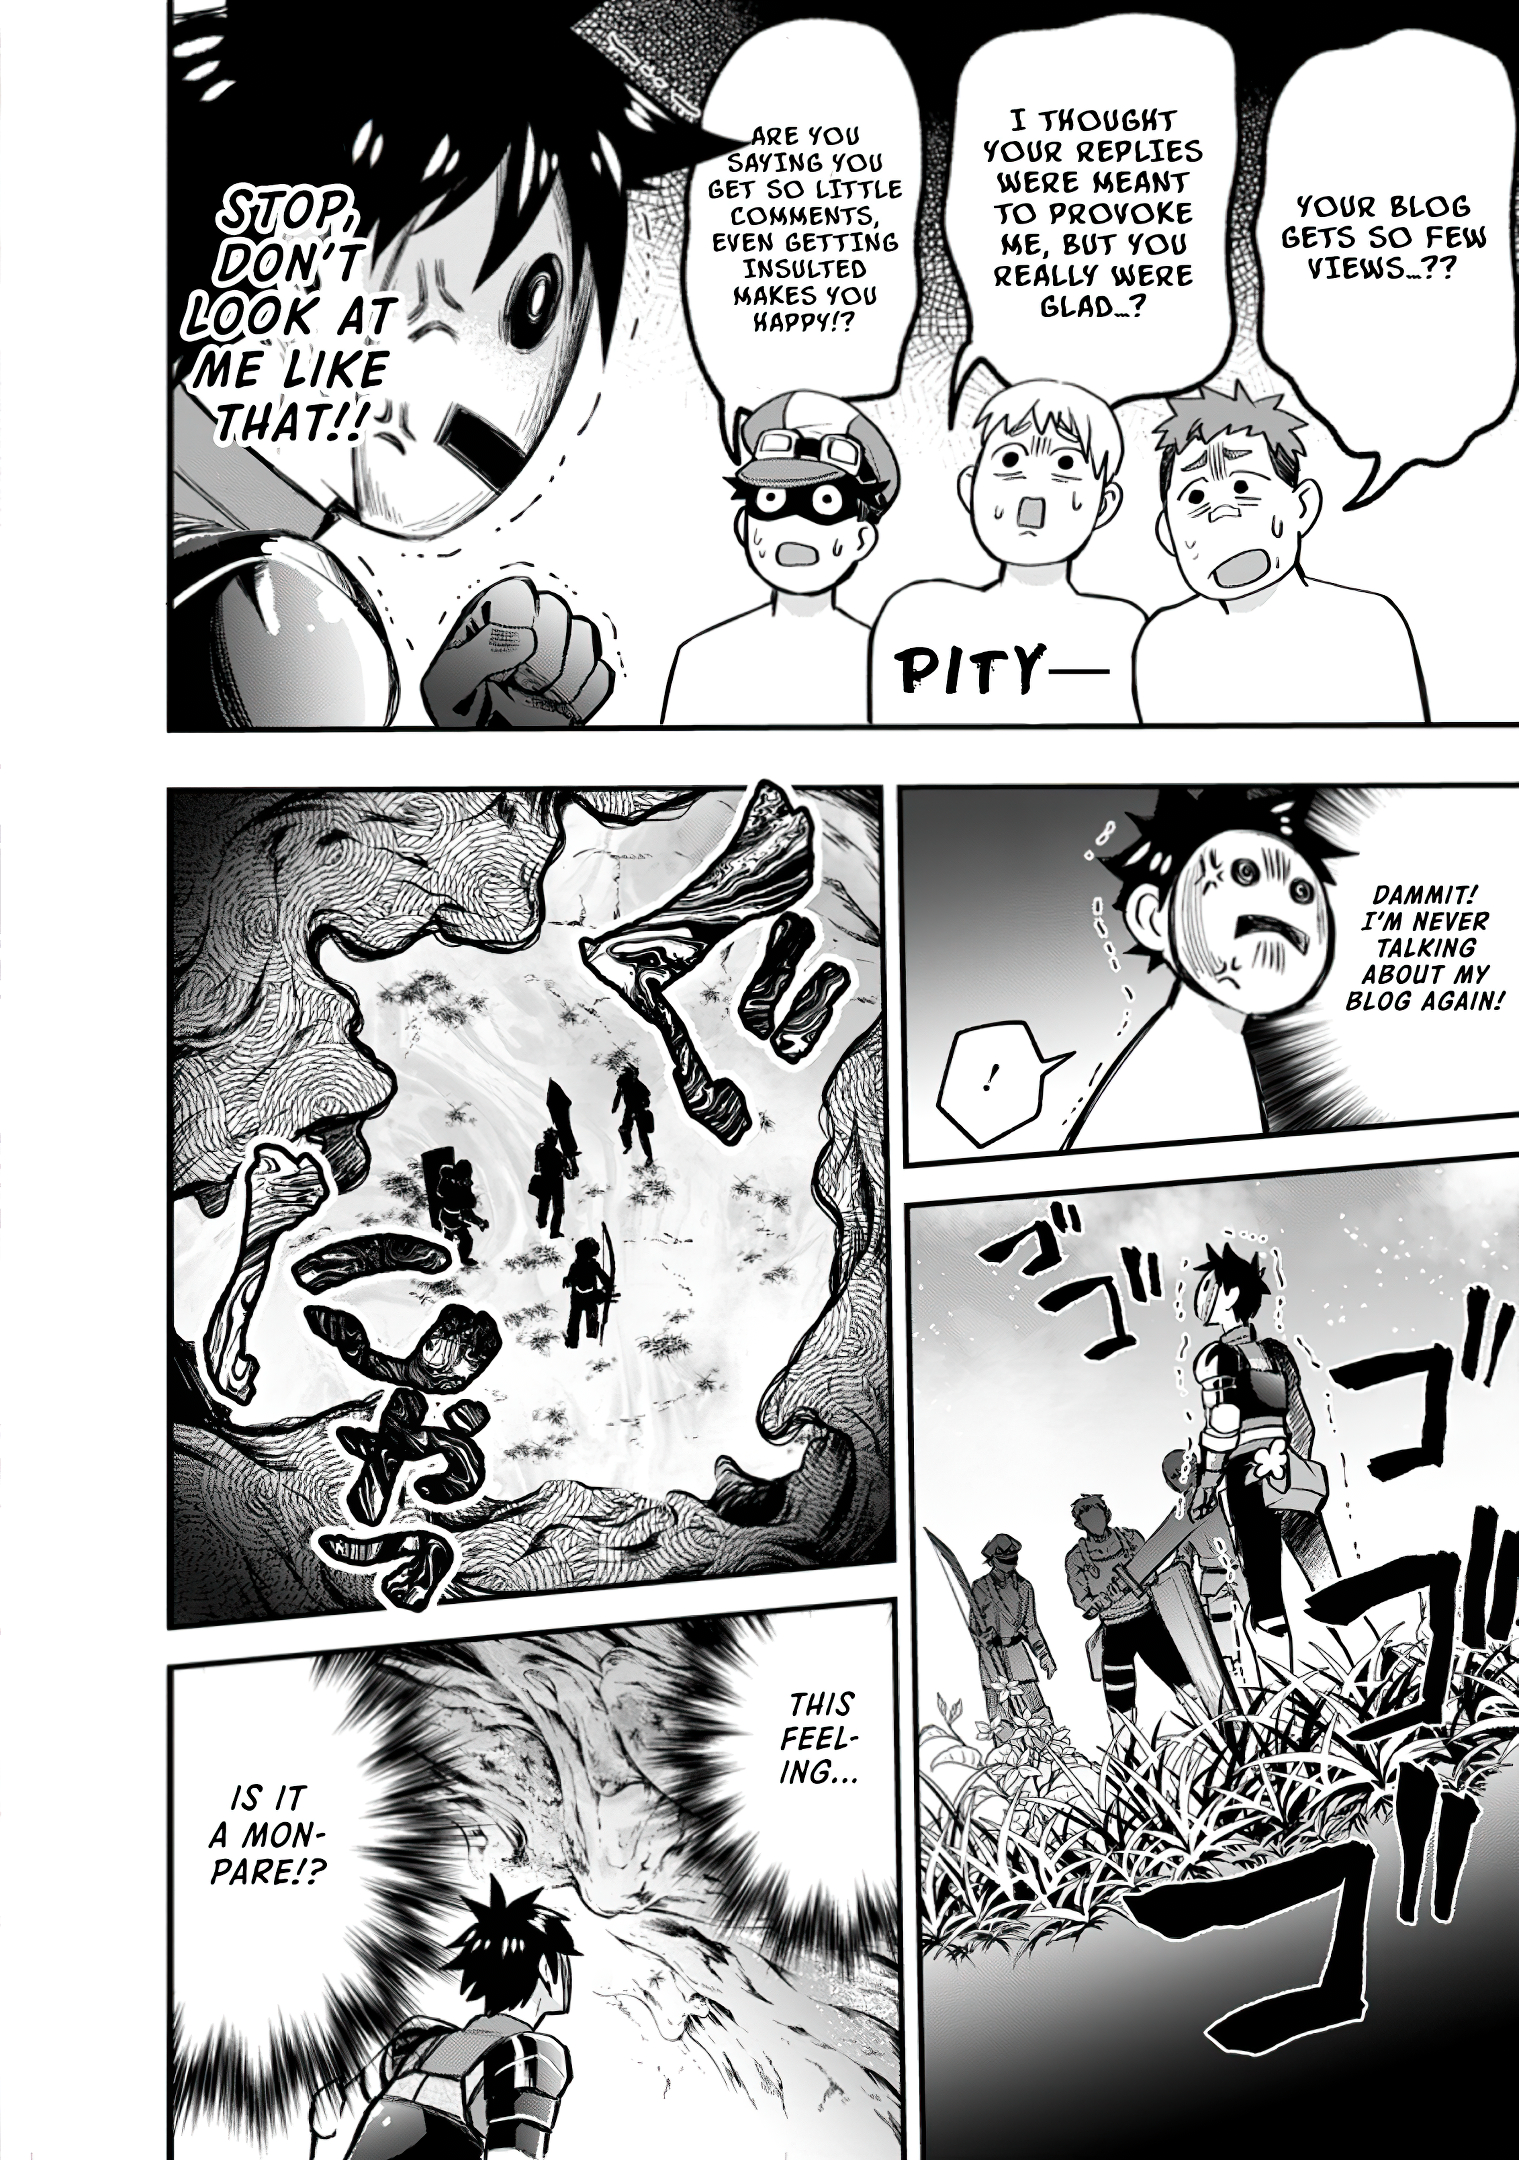 YOUR BLOG
GETS SO FEW
VIEWS...??
I THOUGHT
YOUR REPLIES
WERE MEANT
TO PROVOKE
ME, BUT YOU
REALLY WERE
GLAD...?
ARE YOU
SAYING YOU
GET SO LITTLE
COMMENTS,
EVEN GETTING
INSULTED
MAKES YOU
HAPPY!?
STOP,
DON'T
LOOK AT
ME LIKE
THAT!!
PITY—
DAMMIT!
I'M NEVER
TALKING
ABOUT MY
BLOG AGAIN!
!
ゴゴゴゴゴゴ
THIS
FEEL-
ING...
IS IT
A MON-
PARE!?